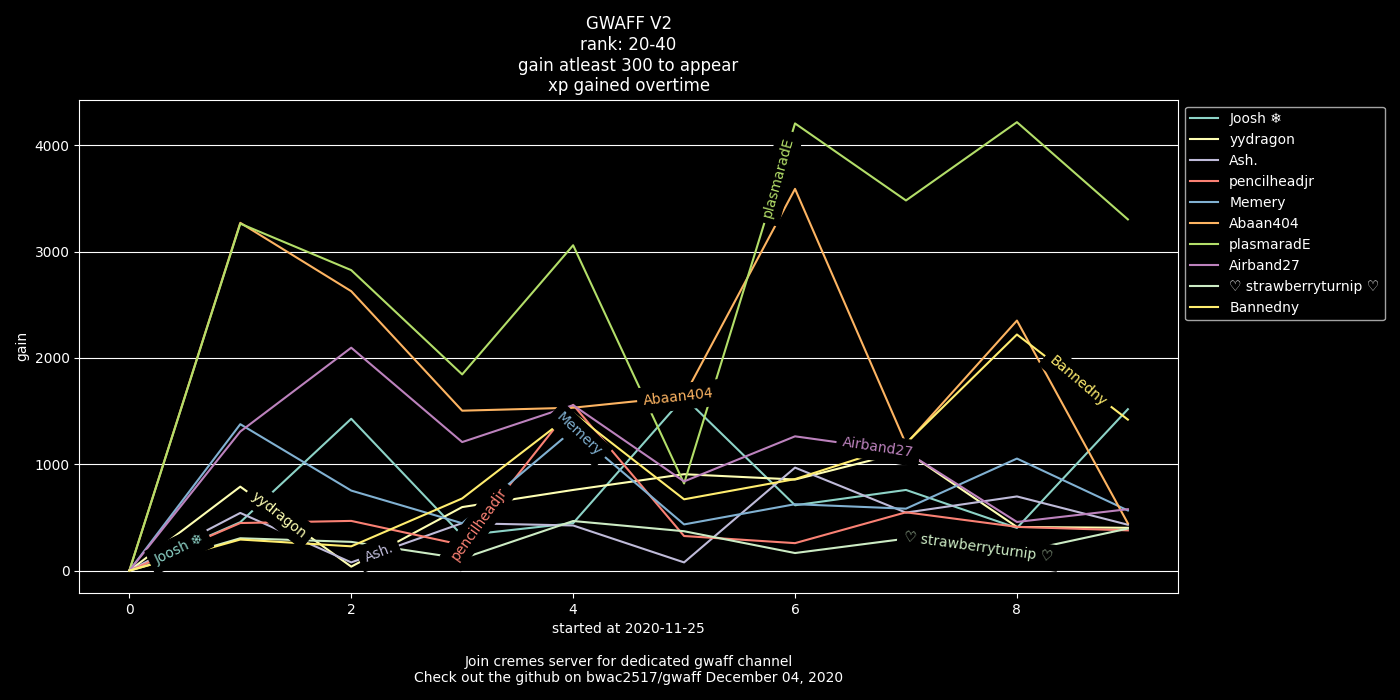 GWAFF V2
rank: 20-40
gain atleast 300 to appear
xp gained overtime
gain
4000
3000
2000
1000
0
0 2 4 6 8
started at 2020-11-25
Joosh ❄
yydragon
Ash.
pencilheadjr
Memery
Abaan404
plasmaradE
Airband27
♡ strawberryturnip ♡
Bannedny
Joosh ❄
yydragon
Ash.
pencilheadjr
Memery
Abaan404
plasmaradE
Airband27
♡ strawberryturnip ♡
Bannedny
Join cremes server for dedicated gwaff channel
Check out the github on bwac2517/gwaff December 04, 2020